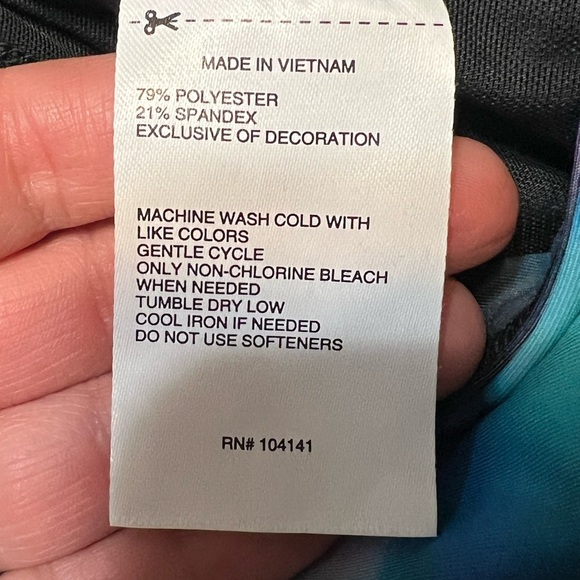 MADE IN VIETNAM
79% POLYESTER
21% SPANDEX
EXCLUSIVE OF DECORATION
MACHINE WASH COLD WITH
LIKE COLORS
GENTLE CYCLE
ONLY NON-CHLORINE BLEACH
WHEN NEEDED
TUMBLE DRY LOW
COOL IRON IF NEEDED
DO NOT USE SOFTENERS
RN# 104141